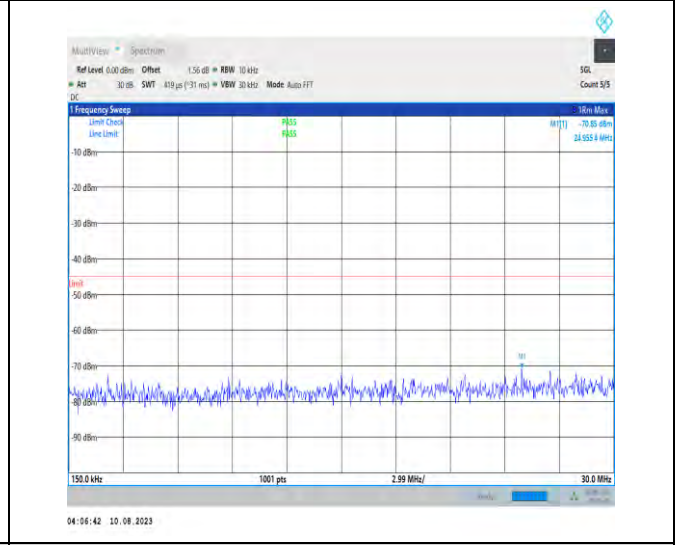 MultiView Spectrum
Ref Level 0.00 dBm Offset 1.56 dB RBW 10 kHz SGL
Att 30 dB SWT 419 µs (~31 ms) VBW 30 kHz Mode Auto FFT Count 5/5
DC
1 Frequency Sweep 1Rm Max
Limit Check PASS M1[1] -70.85 dBm
Line Limit PASS 24.955 4 MHz
-10 dBm
-20 dBm
-30 dBm
-40 dBm
Limit
-50 dBm
-60 dBm
M1
-70 dBm
-80 dBm
-90 dBm
150.0 kHz 1001 pts 2.99 MHz/ 30.0 MHz
04:06:42 10.08.2023